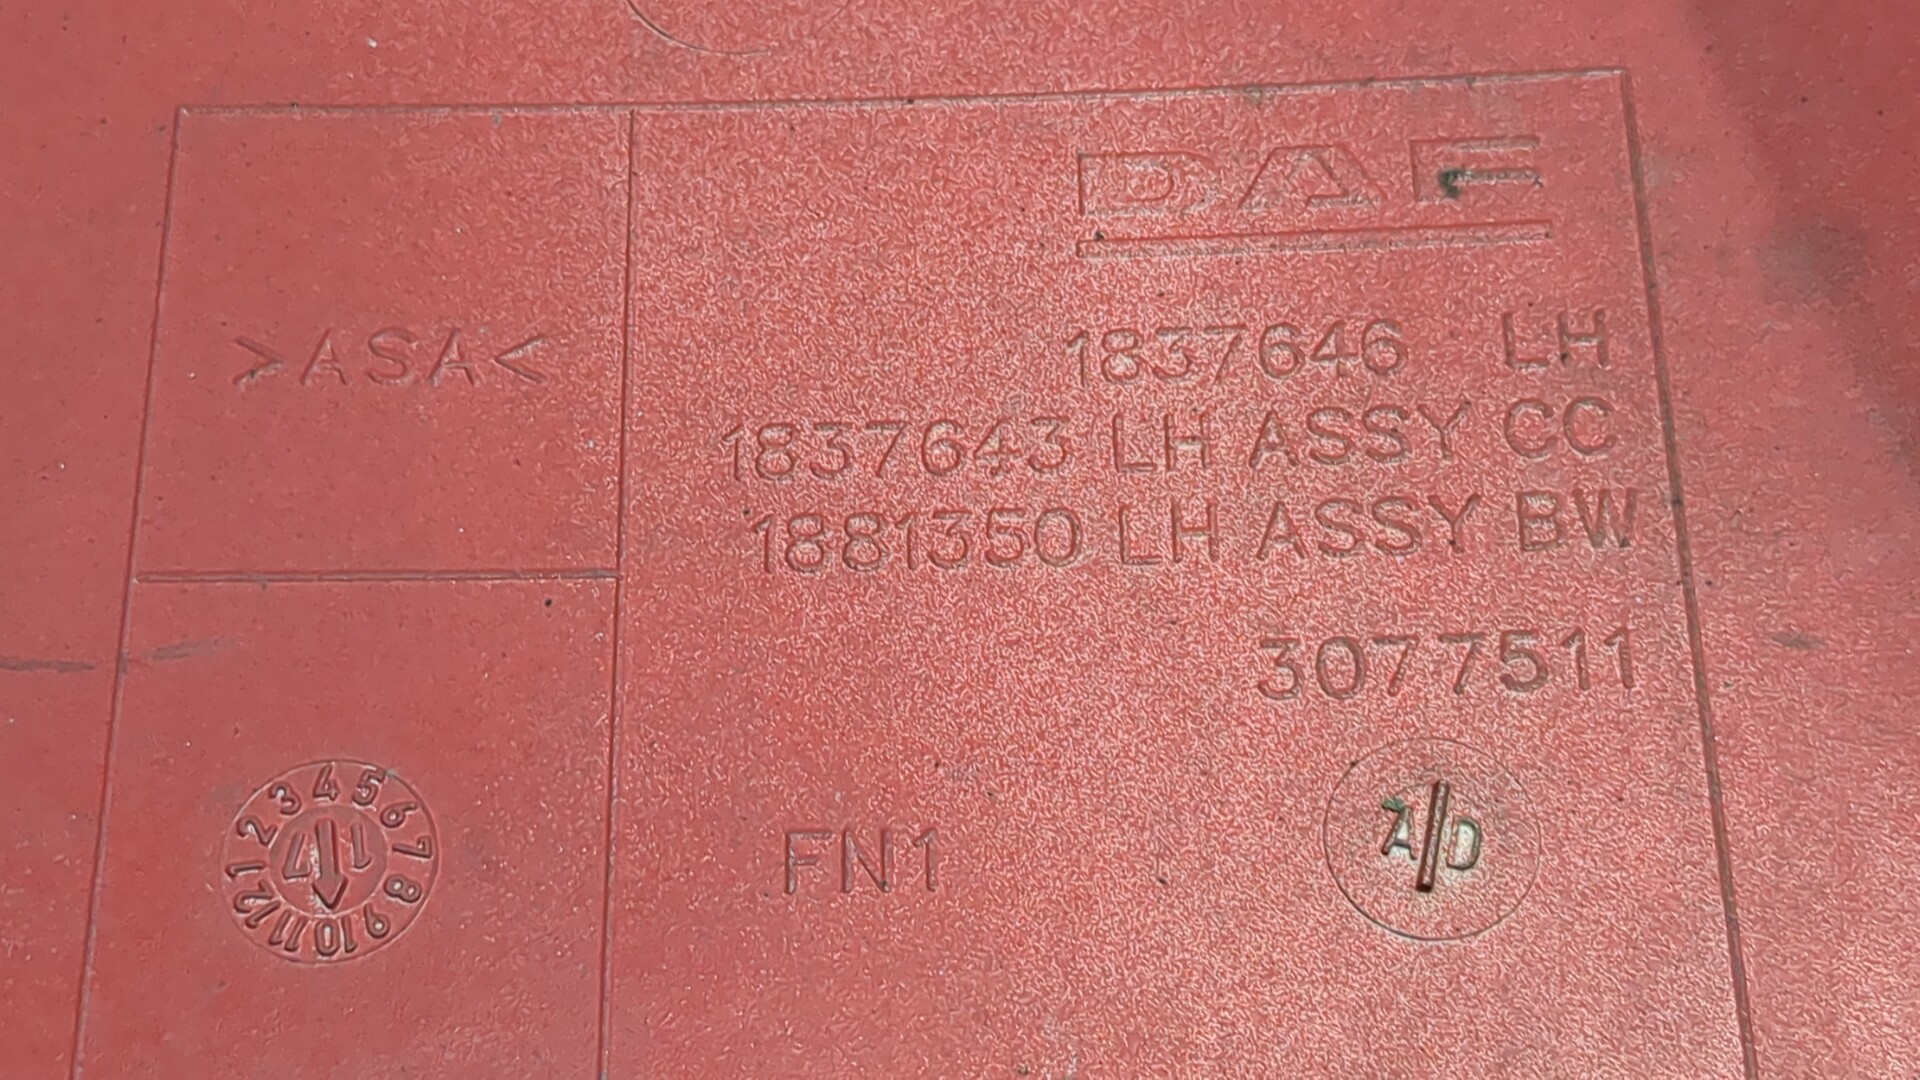 DAF
>ASA<
1837646 LH
1837643 LH ASSY CC
1881350 LH ASSY BW
3077511
1 2 3 4 5 6 7 8 9 10 11 12
17
FN1
A/D